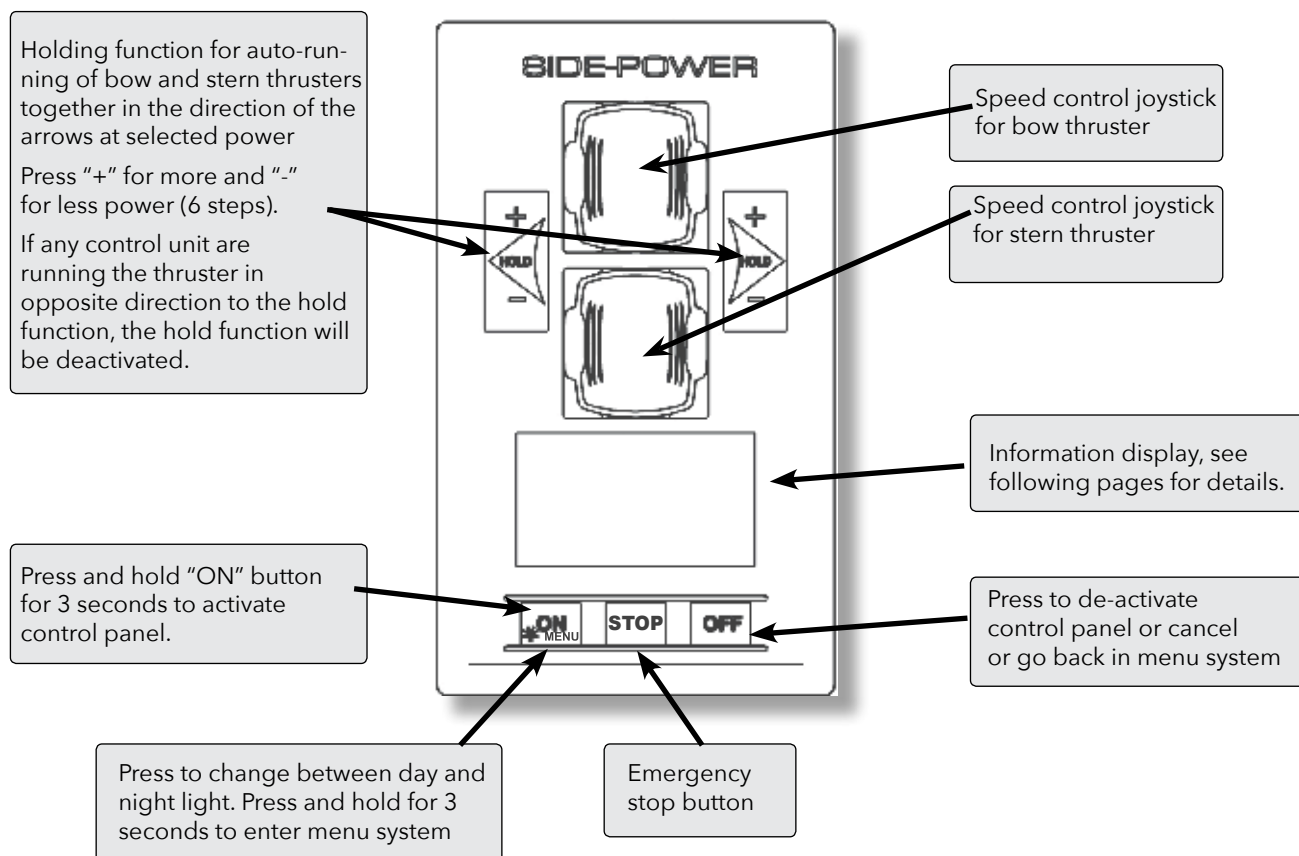 Holding function for auto-run-
ning of bow and stern thrusters
together in the direction of the
arrows at selected power
Press “+” for more and “-”
for less power (6 steps).
If any control unit are
running the thruster in
opposite direction to the hold
function, the hold function will
be deactivated.
SIDE-POWER
Speed control joystick
for bow thruster
Speed control joystick
for stern thruster
+
HOLD
-
+
HOLD
-
Information display, see
following pages for details.
Press and hold “ON” button
for 3 seconds to activate
control panel.
ON
MENU
STOP
OFF
Press to de-activate
control panel or cancel
or go back in menu system
Press to change between day and
night light. Press and hold for 3
seconds to enter menu system
Emergency
stop button